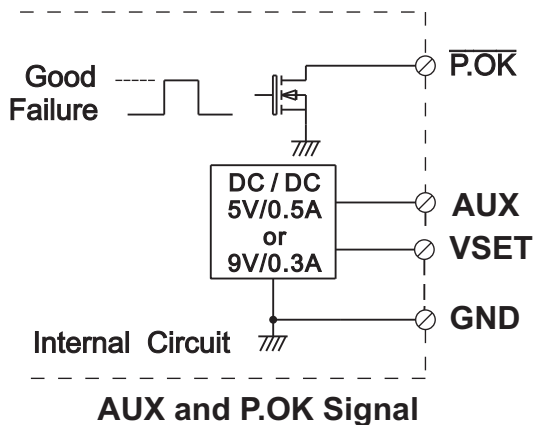 Good
Failure
P.OK
DC / DC
5V/0.5A
or
9V/0.3A
AUX
VSET
GND
Internal Circuit
AUX and P.OK Signal